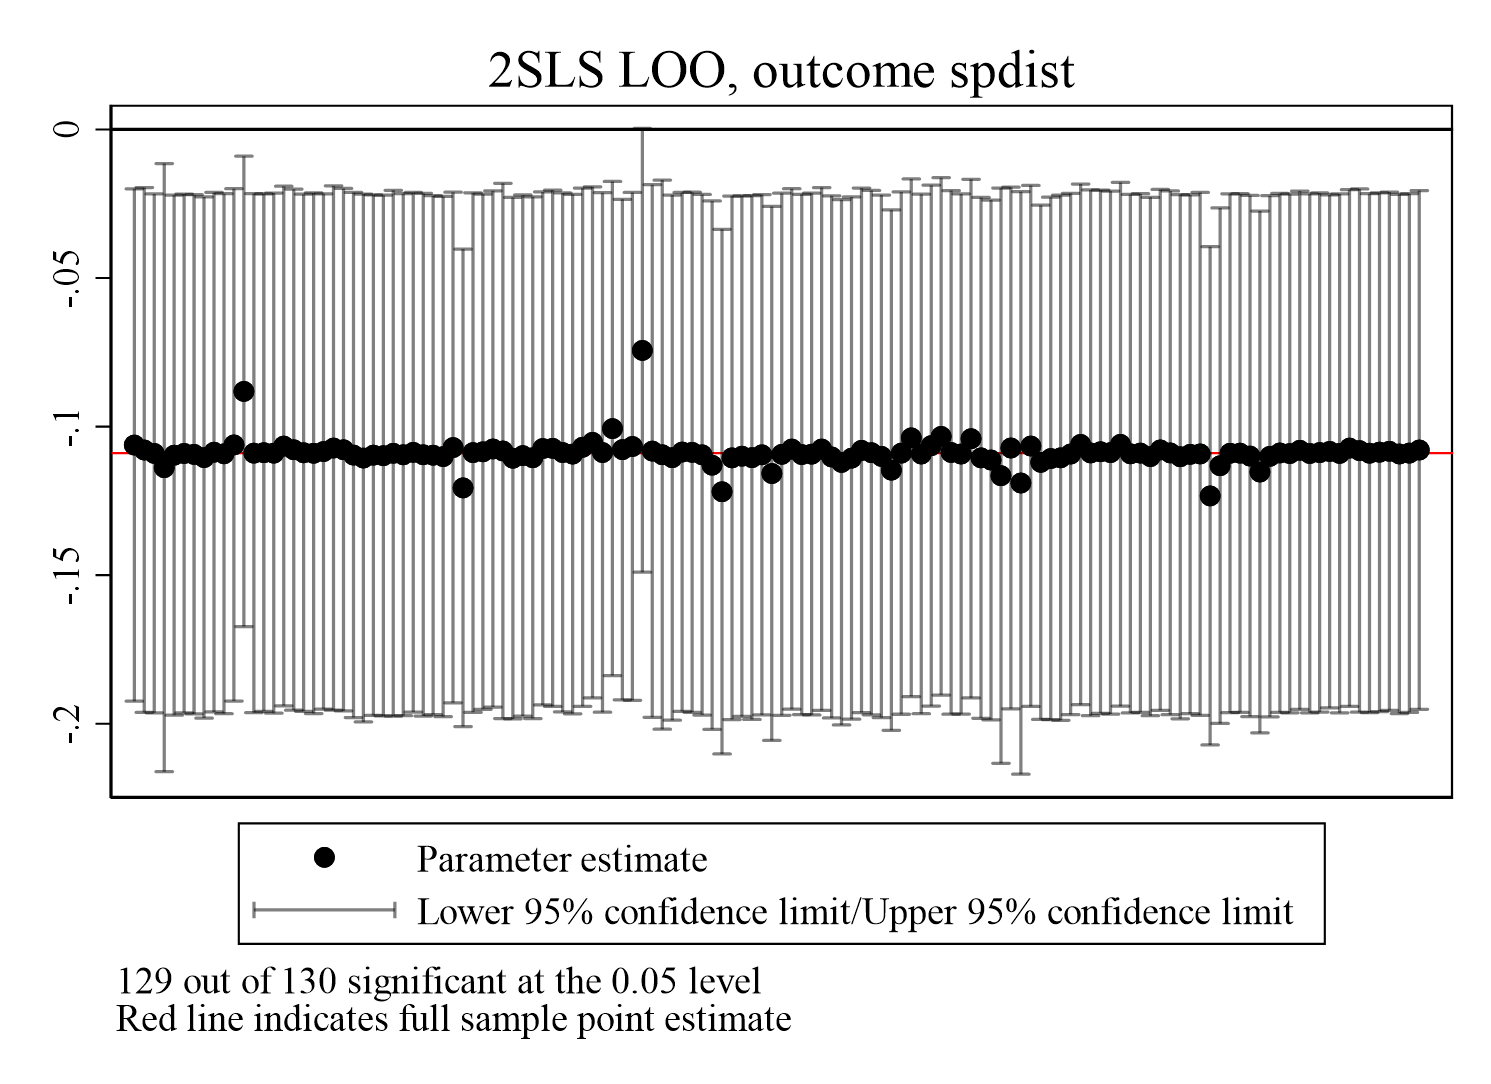 2SLS LOO, outcome spdist
0
-.05
-.1
-.15
-.2
Parameter estimate
Lower 95% confidence limit/Upper 95% confidence limit
129 out of 130 significant at the 0.05 level
Red line indicates full sample point estimate